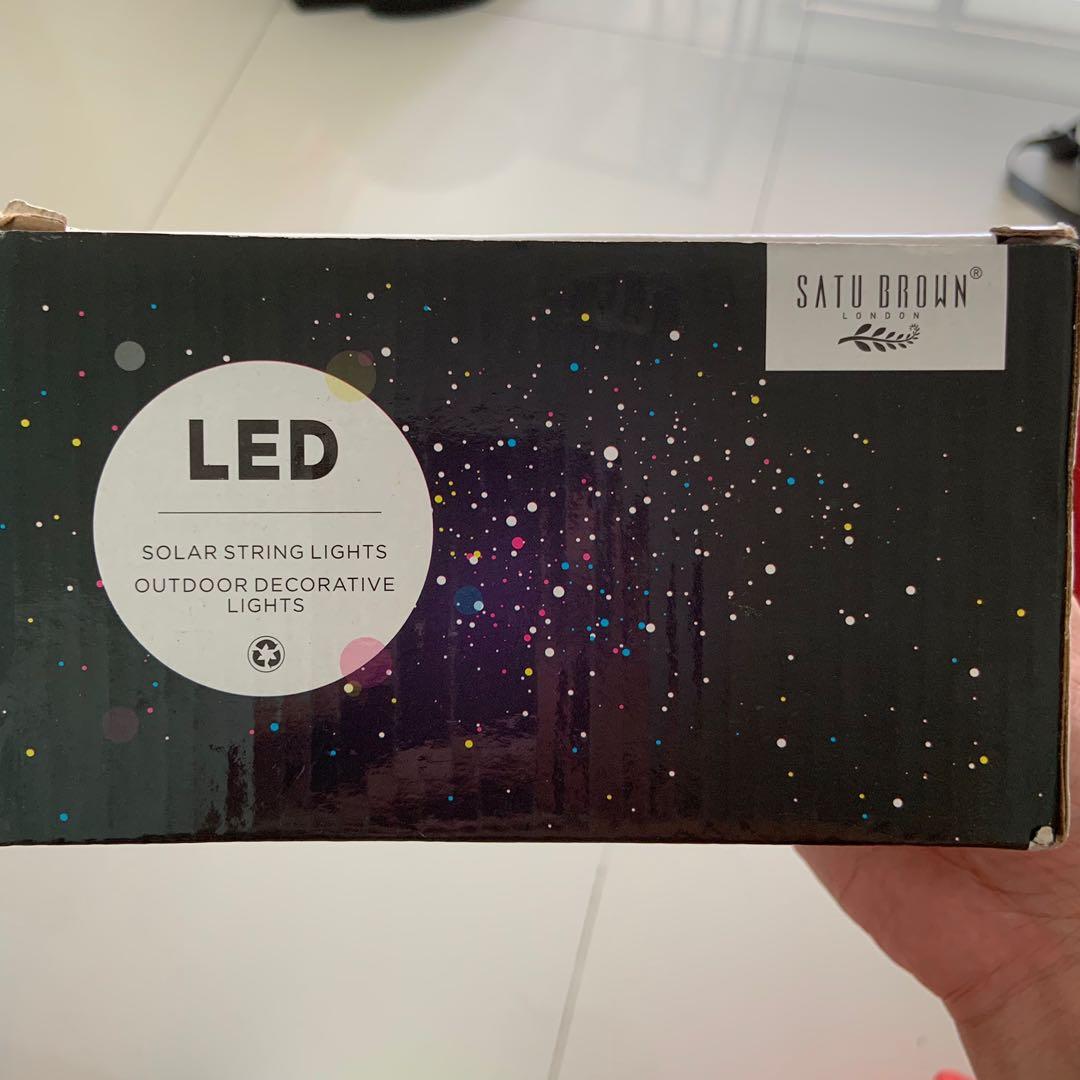 SATU BROWN®
LONDON
LED
SOLAR STRING LIGHTS
OUTDOOR DECORATIVE
LIGHTS